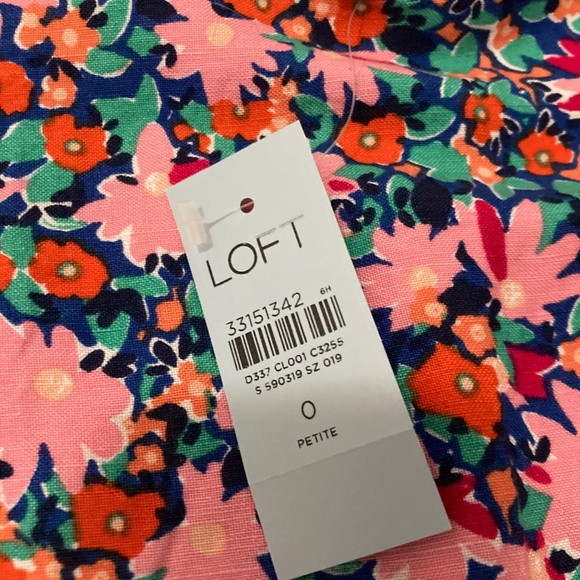 LOFT
33151342 6H
D337 CL001 C3255
S 590319 SZ 019
0
PETITE